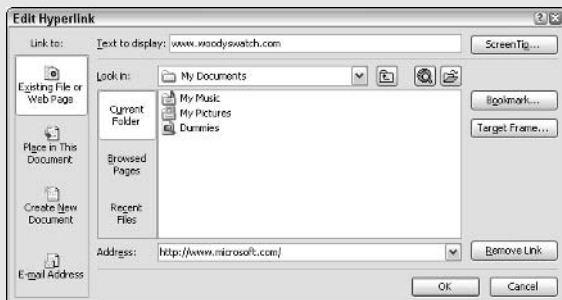 Edit Hyperlink
Link to:
Text to display: www.woodyswatch.com
ScreenTip...
Existing File or
Web Page
Look in: My Documents
Current
Folder
My Music
My Pictures
Dummies
Bookmark...
Target Frame...
Place in This
Document
Browsed
Pages
Create New
Document
Recent
Files
Address: http://www.microsoft.com/
Remove Link
E-mail Address
OK
Cancel